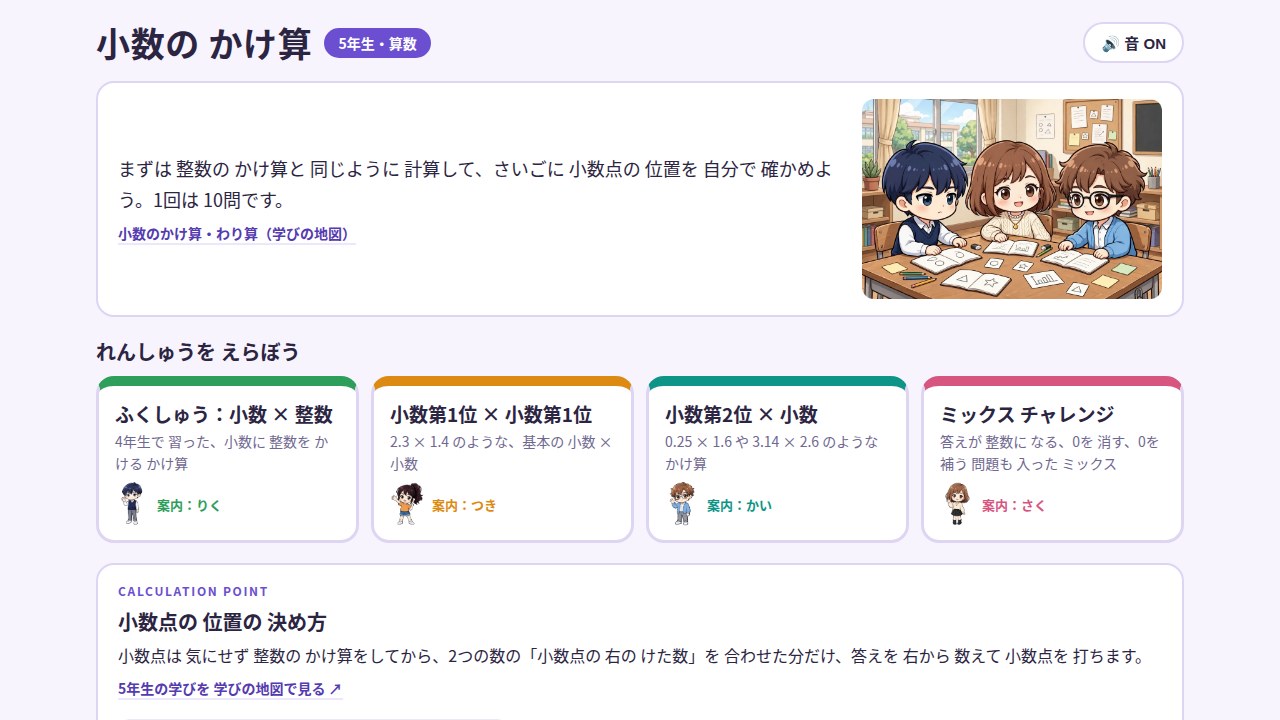 小数の かけ算
5年生・算数
🔊 音 ON
まずは 整数の かけ算と 同じように 計算して、さいごに 小数点の 位置を 自分で 確かめよ
う。1回は 10問です。
小数のかけ算・わり算（学びの地図）
れんしゅうを えらぼう
ふくしゅう：小数 × 整数
4年生で 習った、小数に 整数を か
ける かけ算
案内：りく
小数第1位 × 小数第1位
2.3 × 1.4 のような、基本の 小数 ×
小数
案内：つき
小数第2位 × 小数
0.25 × 1.6 や 3.14 × 2.6 のような
かけ算
案内：かい
ミックス チャレンジ
答えが 整数に なる、0を 消す、0を
補う 問題も 入った ミックス
案内：さく
CALCULATION POINT
小数点の 位置の 決め方
小数点は 気にせず 整数の かけ算をしてから、2つの数の「小数点の 右の けた数」を 合わせた分だけ、答えを 右から 数えて 小数点を 打ちます。
5年生の学びを 学びの地図で見る ↗